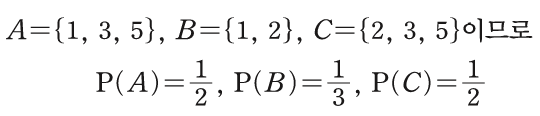 A={1, 3, 5}, B={1, 2}, C={2, 3, 5}이므로
P(A)=1/2, P(B)=1/3, P(C)=1/2